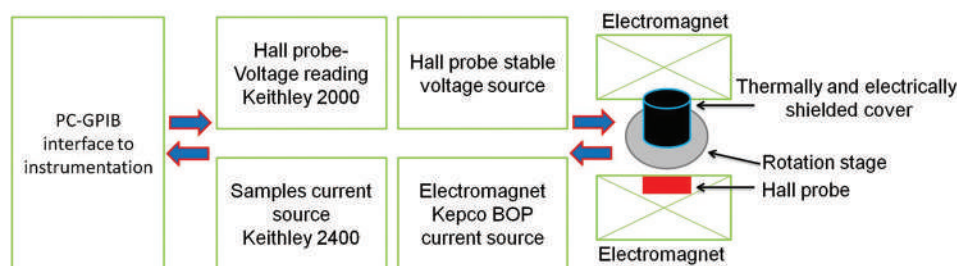 PC-GPIB
interface to
instrumentation
Hall probe-
Voltage reading
Keithley 2000
Hall probe stable
voltage source
Samples current
source
Keithley 2400
Electromagnet
Kepco BOP
current source
Electromagnet
Thermally and electrically
shielded cover
Rotation stage
Hall probe
Electromagnet